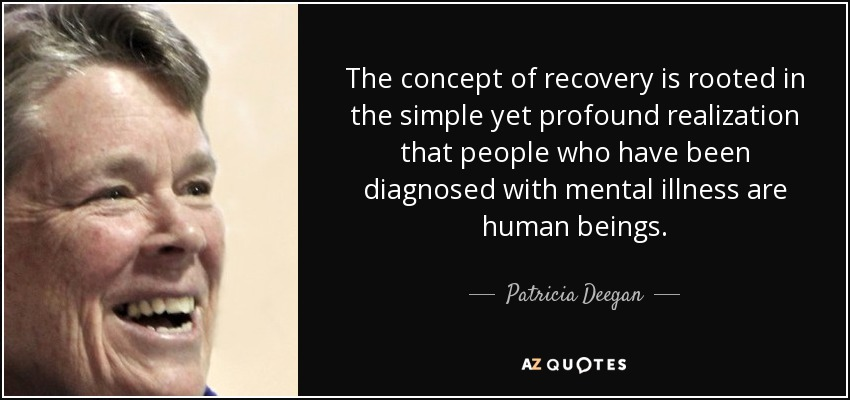 The concept of recovery is rooted in
the simple yet profound realization
that people who have been
diagnosed with mental illness are
human beings.
Patricia Deegan
AZ QUOTES